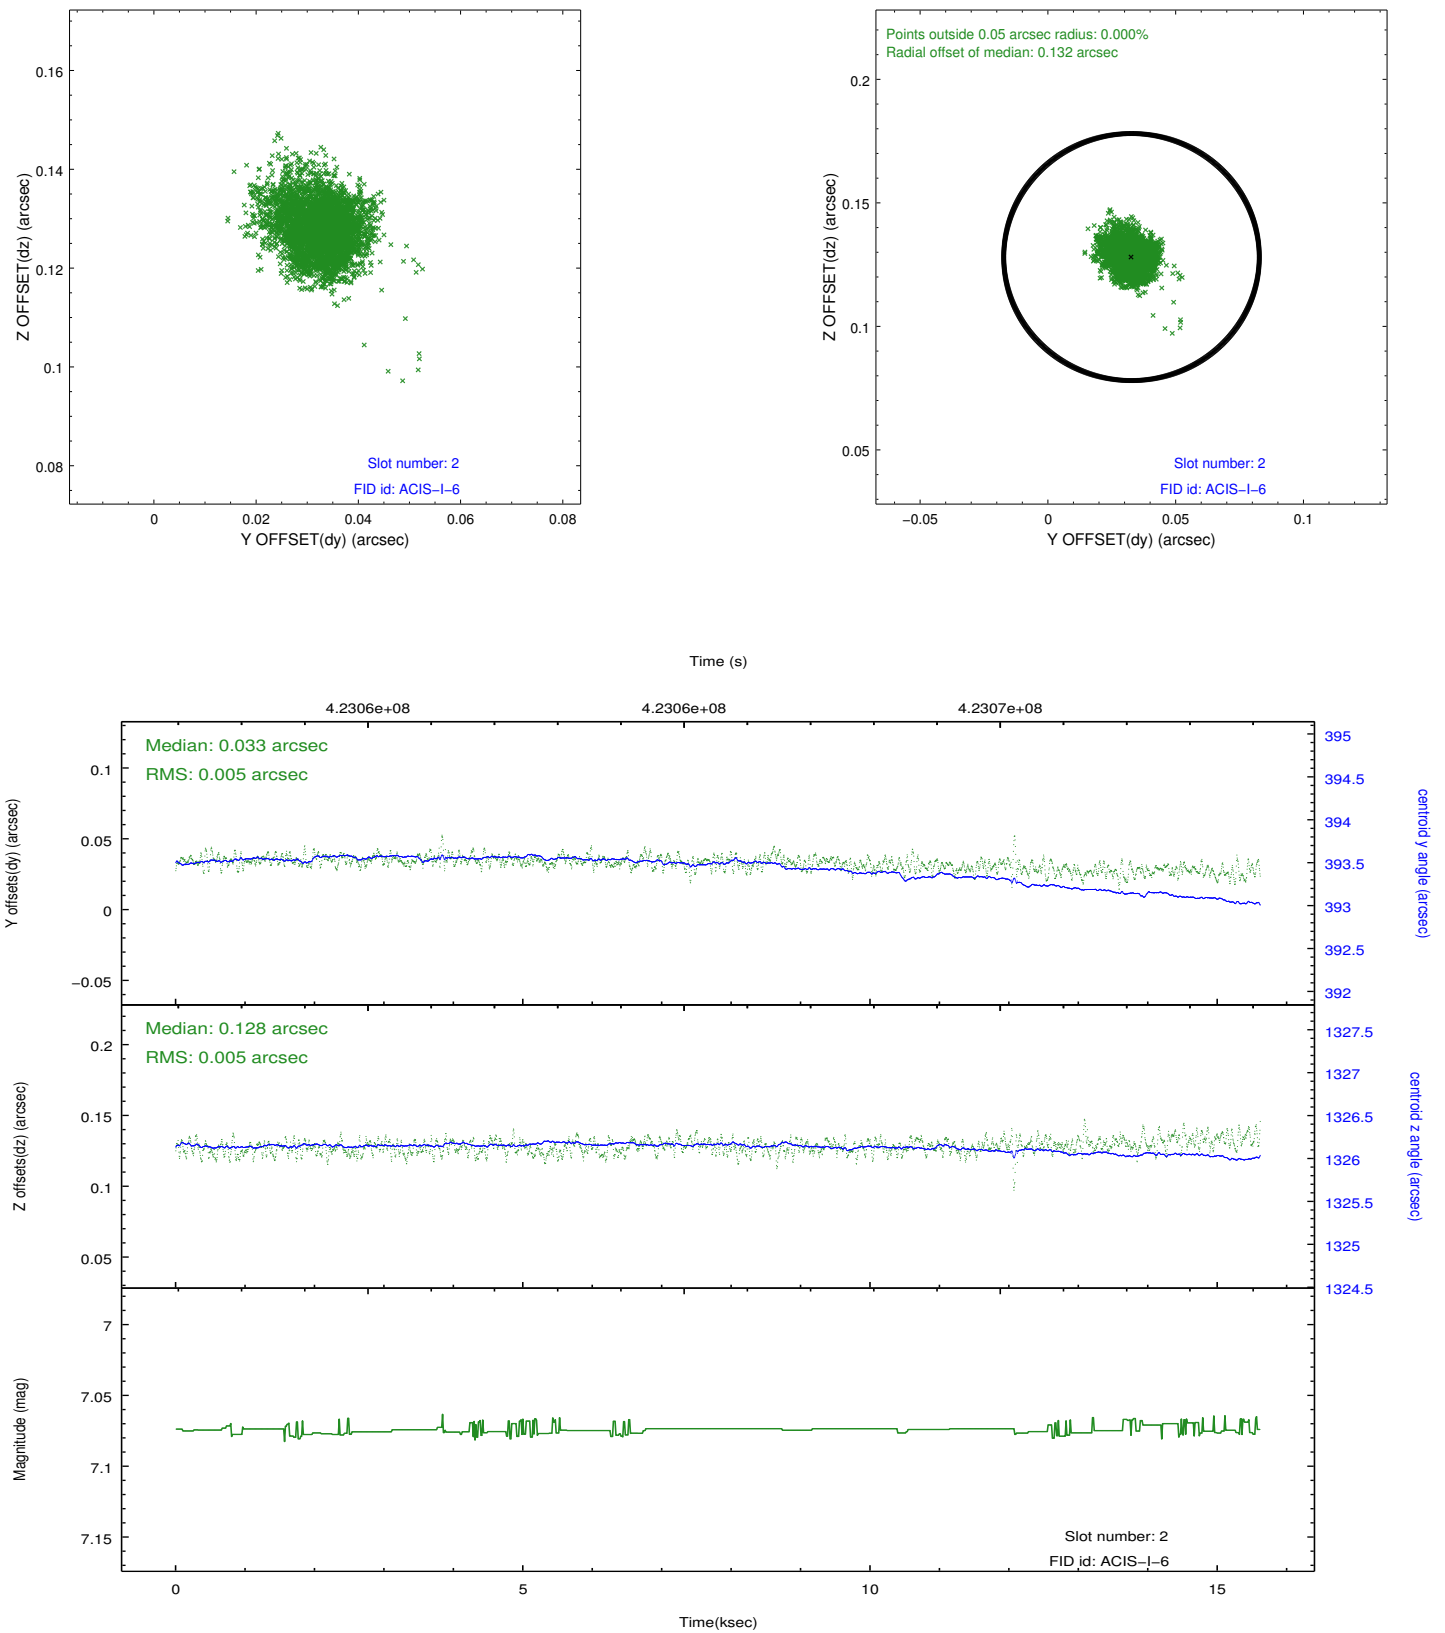 0.16
0.14
0.12
0.1
0.08
Z OFFSET(dz) (arcsec)
Slot number: 2
FID id: ACIS−I−6
0
0.02
0.04
0.06
0.08
Y OFFSET(dy) (arcsec)
Points outside 0.05 arcsec radius: 0.000%
Radial offset of median: 0.132 arcsec
0.2
0.15
0.1
0.05
Z OFFSET(dz) (arcsec)
Slot number: 2
FID id: ACIS−I−6
−0.05
0
0.05
0.1
Y OFFSET(dy) (arcsec)
Time (s)
4.2306e+08
4.2306e+08
4.2307e+08
Median: 0.033 arcsec
RMS: 0.005 arcsec
0.1
0.05
0
−0.05
Y offsets(dy) (arcsec)
395
394.5
394
393.5
393
392.5
392
centroid y angle (arcsec)
Median: 0.128 arcsec
RMS: 0.005 arcsec
0.2
0.15
0.1
0.05
Z offsets(dz) (arcsec)
1327.5
1327
1326.5
1326
1325.5
1325
1324.5
centroid z angle (arcsec)
7
7.05
7.1
7.15
Magnitude (mag)
Slot number: 2
FID id: ACIS−I−6
0
5
10
15
Time(ksec)